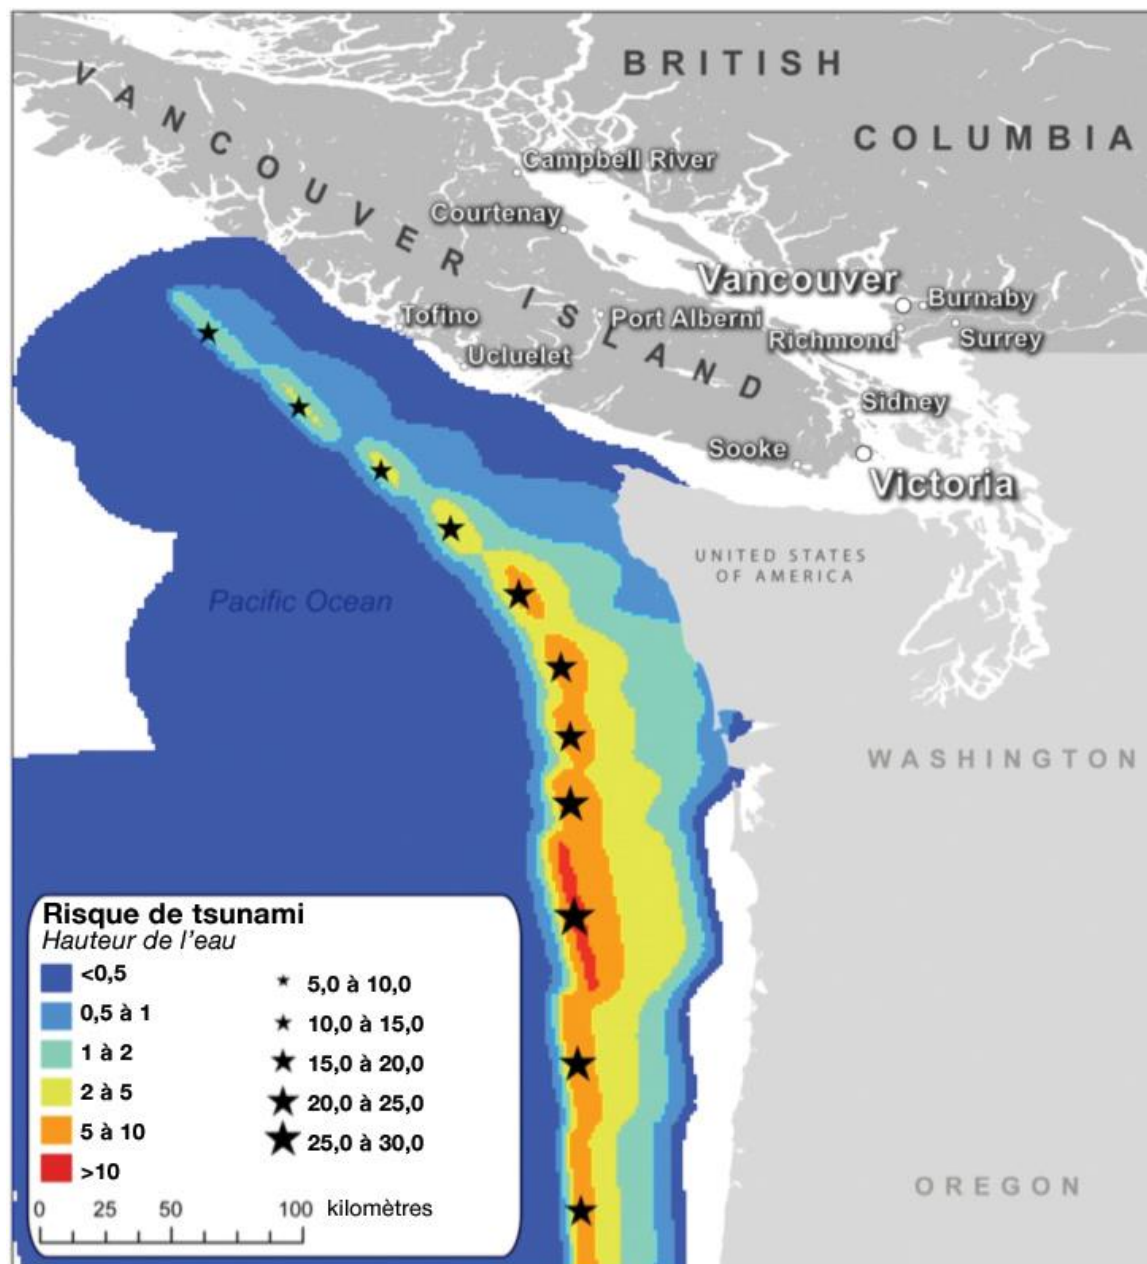 BRITISH
COLUMBIA
VANCOUVER ISLAND
Campbell River
Courtenay
Vancouver
Burnaby
Tofino
Port Alberni
Richmond
Surrey
Ucluelet
Sidney
Sooke
Victoria
UNITED STATES
OF AMERICA
Pacific Ocean
WASHINGTON
OREGON
Risque de tsunami
Hauteur de l'eau
<0,5
0,5 à 1
1 à 2
2 à 5
5 à 10
>10
5,0 à 10,0
10,0 à 15,0
15,0 à 20,0
20,0 à 25,0
25,0 à 30,0
0 25 50 100 kilomètres